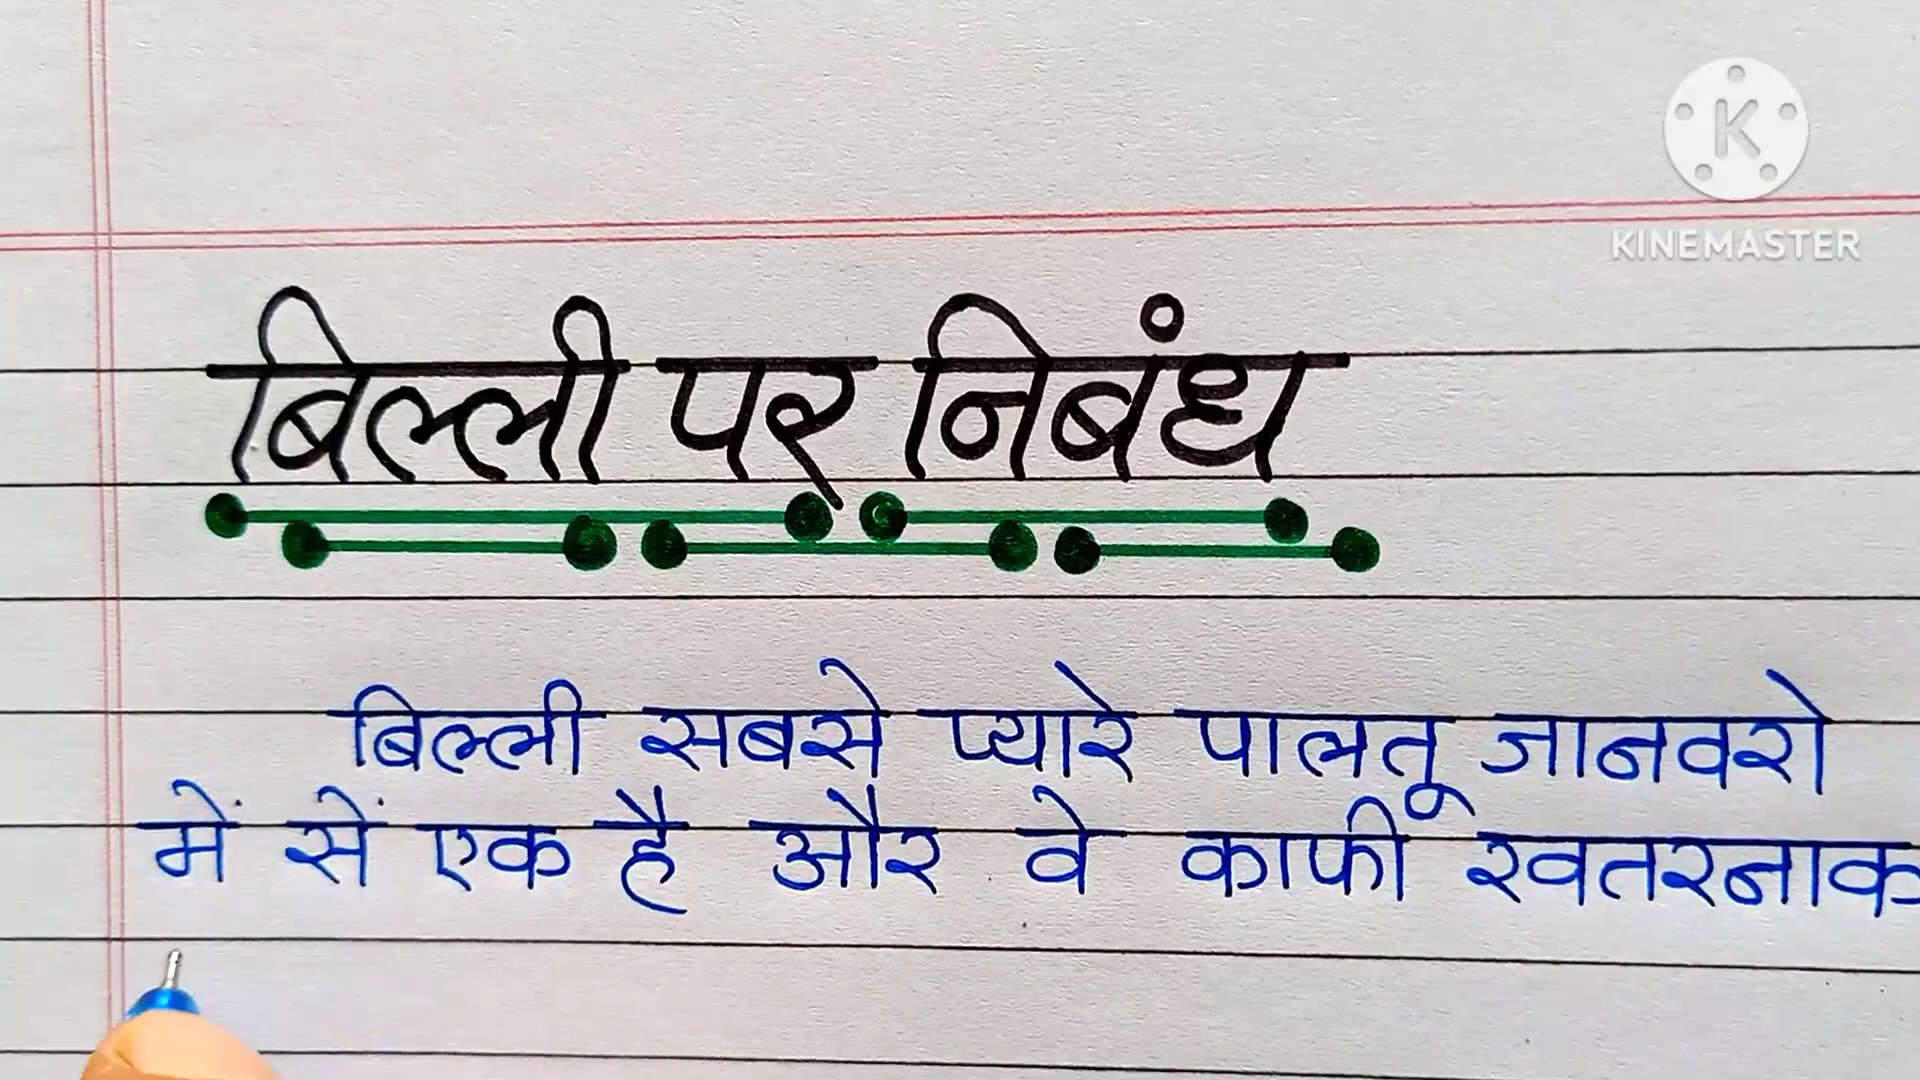 KINEMASTER
बिल्ली पर निबंध
बिल्ली सबसे प्यारे पालतू जानवरो
में सें एक है और वे काफी खतरनाक